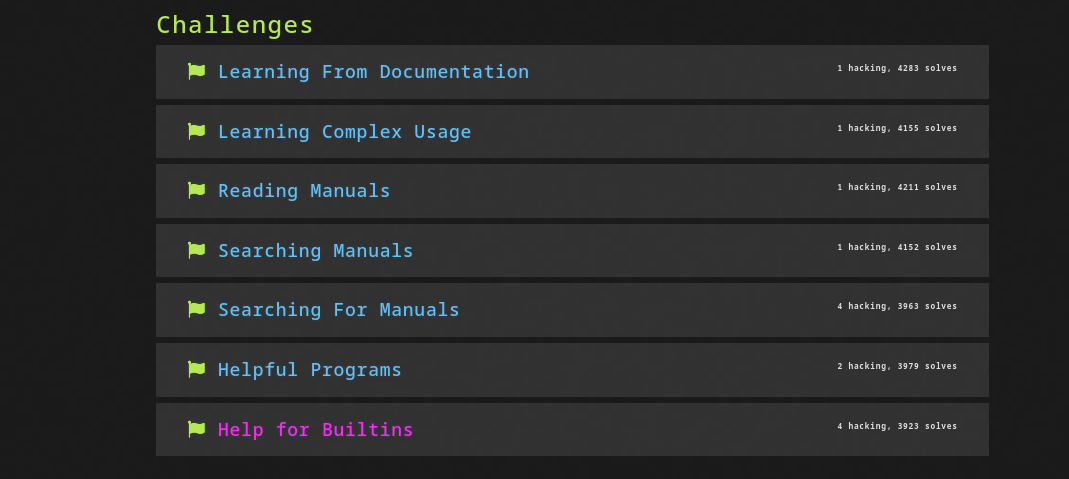 Challenges
Learning From Documentation 1 hacking, 4283 solves
Learning Complex Usage 1 hacking, 4155 solves
Reading Manuals 1 hacking, 4211 solves
Searching Manuals 1 hacking, 4152 solves
Searching For Manuals 4 hacking, 3963 solves
Helpful Programs 2 hacking, 3979 solves
Help for Builtins 4 hacking, 3923 solves